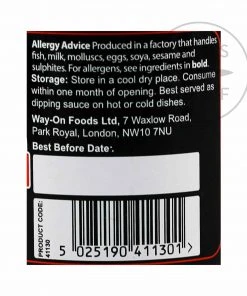 Allergy Advice Produced in a factory that handles
fish, milk, molluscs, eggs, soya, sesame and
sulphites. For allergens, see ingredients in bold.
Storage: Store in a cool dry place. Consume
within one month of opening. Best served as
dipping sauce on hot or cold dishes.
Way-On Foods Ltd, 7 Waxlow Road,
Park Royal, London, NW10 7NU
Best Before Date:
PRODUCT CODE:
41130
5 025190 411301 >